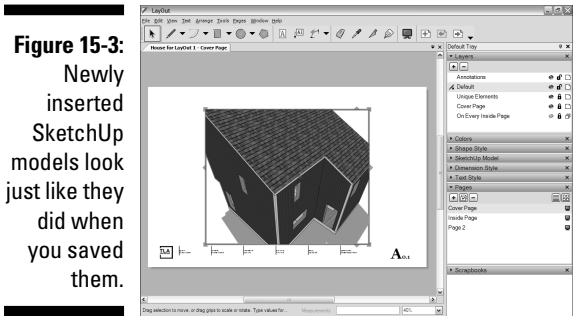 Figure 15-3:
Newly
inserted
SketchUp
models look
just like they
did when
you saved
them.
LayOut
File Edit View Text Arrange Tools Pages Window Help
House for LayOut 1 - Cover Page
Default Tray
Layers
Annotations
Default
Unique Elements
Cover Page
On Every Inside Page
Colors
Shape Style
SketchUp Model
Dimension Style
Text Style
Pages
Cover Page
Inside Page
Page 2
Scrapbooks
TLA
A0.1
Drag selection to move, or drag grips to scale or rotate. Type values for...
Measurements
40%